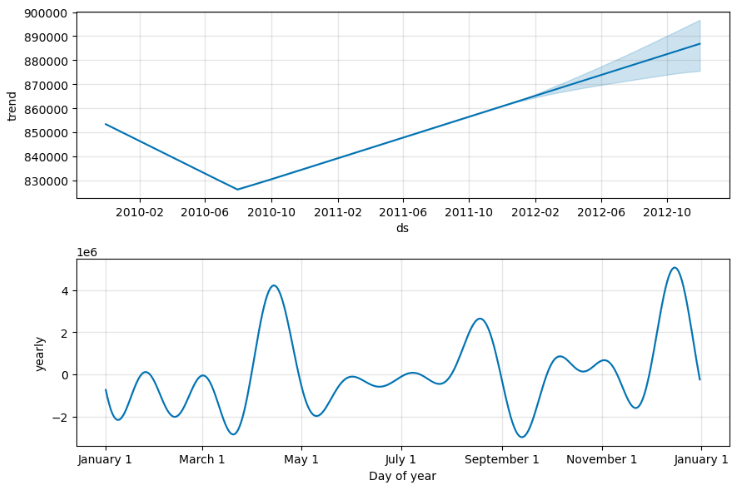 900000
890000
880000
870000
860000
850000
840000
830000
trend
2010-02 2010-06 2010-10 2011-02 2011-06 2011-10 2012-02 2012-06 2012-10
ds
1e6
4
2
0
−2
yearly
January 1 March 1 May 1 July 1 September 1 November 1 January 1
Day of year